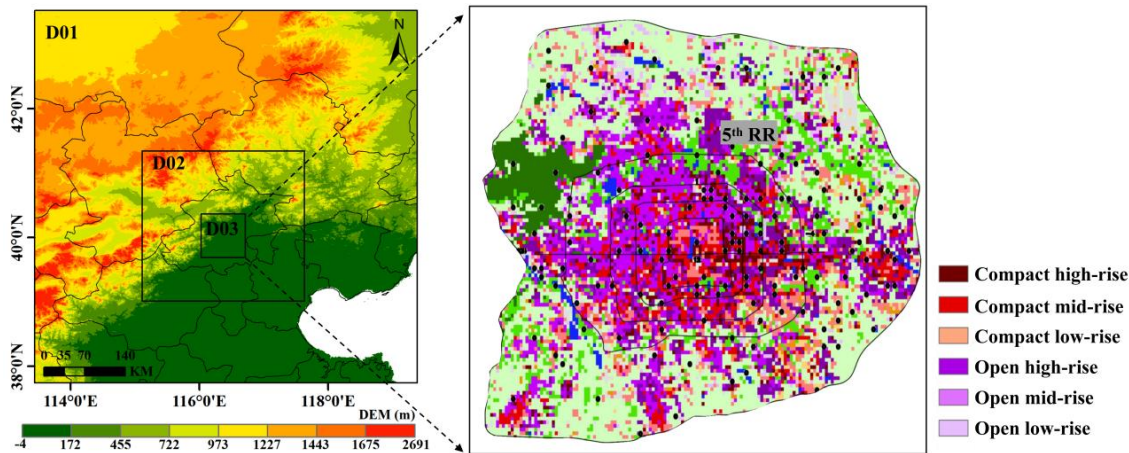 D01
N
D02
D03
42°0'N
40°0'N
38°0'N
0 35 70 140
KM
114°0'E 116°0'E 118°0'E
DEM (m)
-4 172 455 722 973 1227 1443 1675 2691
5th RR
Compact high-rise
Compact mid-rise
Compact low-rise
Open high-rise
Open mid-rise
Open low-rise